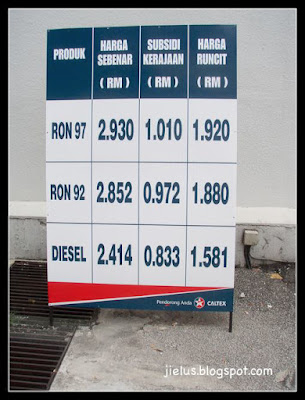 PRODUK HARGA SEBENAR ( RM ) SUBSIDI KERAJAAN ( RM ) HARGA RUNCIT ( RM )
RON 97 2.930 1.010 1.920
RON 92 2.852 0.972 1.880
DIESEL 2.414 0.833 1.581
Pendorong Anda CALTEX
jielus.blogspot.com